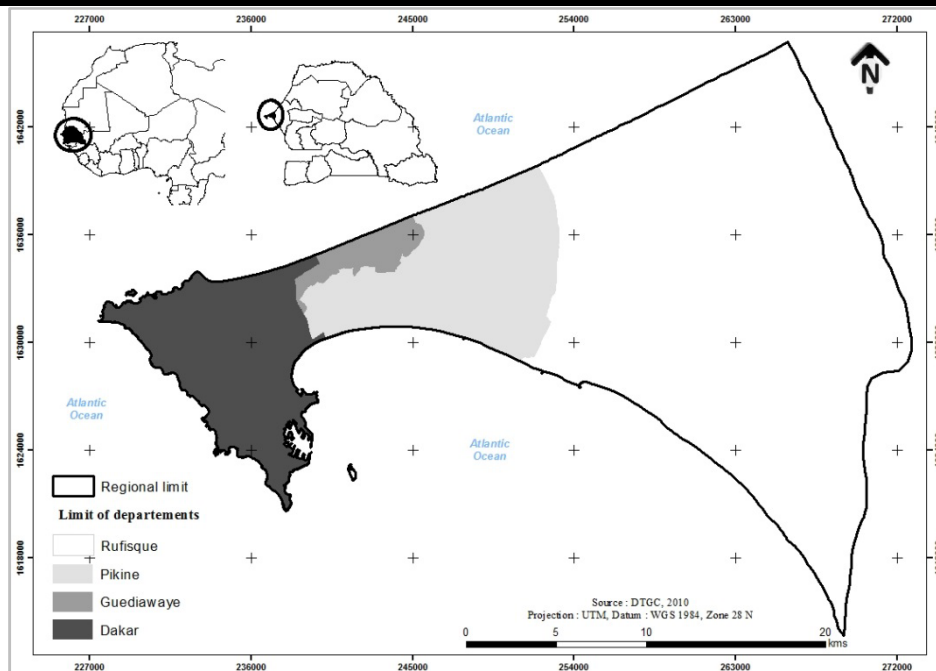 227000 236000 245000 254000 263000 272000
N
Atlantic
Ocean
1642000
1636000
1630000
1624000
1618000
Atlantic
Ocean
Atlantic
Ocean
Regional limit
Limit of departements
Rufisque
Pikine
Guediawaye
Dakar
Source : DTGC, 2010
Projection : UTM, Datum : WGS 1984, Zone 28 N
0 5 10 20
kms
227000 236000 245000 254000 263000 272000